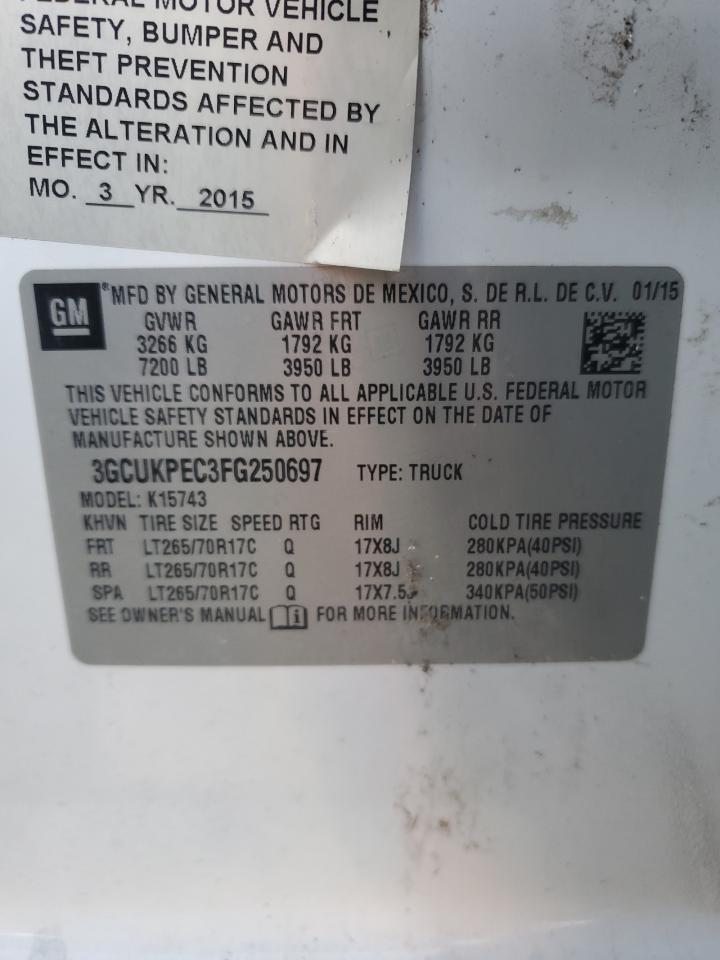 FEDERAL MOTOR VEHICLE
SAFETY, BUMPER AND
THEFT PREVENTION
STANDARDS AFFECTED BY
THE ALTERATION AND IN
EFFECT IN:
MO. 3 YR. 2015
GM ® MFD BY GENERAL MOTORS DE MEXICO, S. DE R.L. DE C.V. 01/15
GVWR GAWR FRT GAWR RR
3266 KG 1792 KG 1792 KG
7200 LB 3950 LB 3950 LB
THIS VEHICLE CONFORMS TO ALL APPLICABLE U.S. FEDERAL MOTOR
VEHICLE SAFETY STANDARDS IN EFFECT ON THE DATE OF
MANUFACTURE SHOWN ABOVE.
3GCUKPEC3FG250697 TYPE: TRUCK
MODEL: K15743
KHVN TIRE SIZE SPEED RTG RIM COLD TIRE PRESSURE
FRT LT265/70R17C Q 17X8J 280KPA(40PSI)
RR LT265/70R17C Q 17X8J 280KPA(40PSI)
SPA LT265/70R17C Q 17X7.5J 340KPA(50PSI)
SEE OWNER'S MANUAL i FOR MORE INFORMATION.